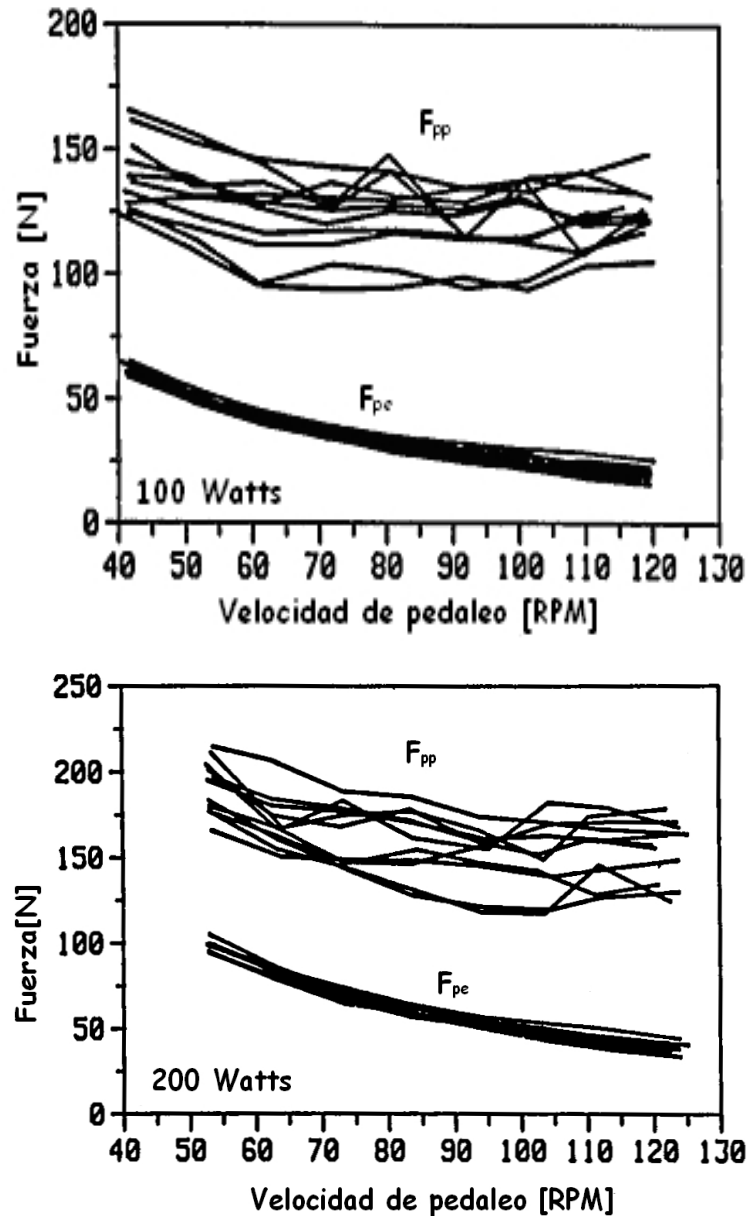 200
150
100
50
0
Fuerza [N]
Fpp
Fpe
100 Watts
40 50 60 70 80 90 100 110 120 130
Velocidad de pedaleo [RPM]
250
200
150
100
50
0
Fuerza[N]
Fpp
Fpe
200 Watts
40 50 60 70 80 90 100 110 120 130
Velocidad de pedaleo [RPM]